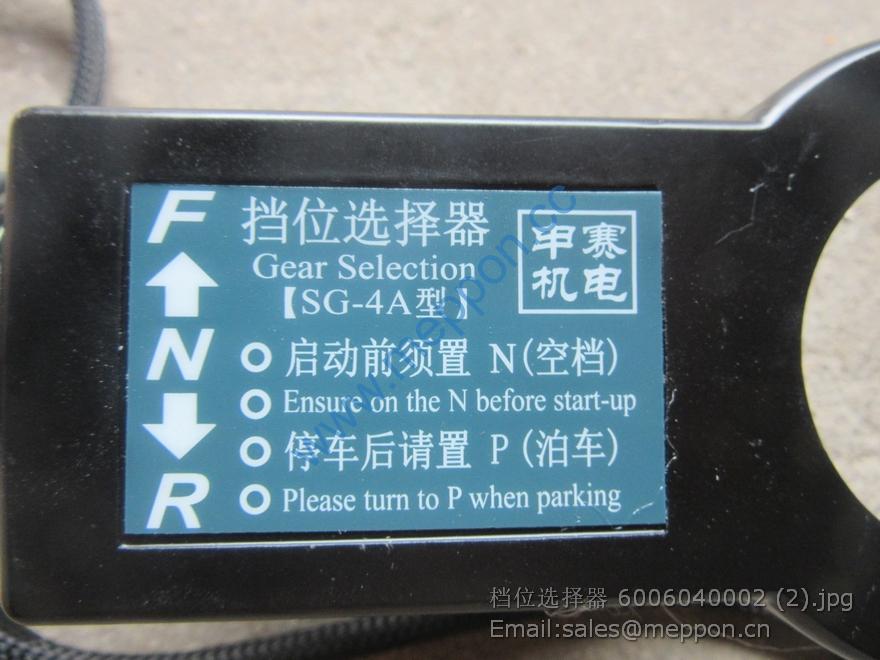 F
挡位选择器
Gear Selection
【SG-4A型】
申赛
机电
N
启动前须置 N(空档)
Ensure on the N before start-up
停车后请置 P(泊车)
R
Please turn to P when parking
www.meppon.cc
档位选择器 6006040002 (2).jpg
Email:sales@meppon.cn